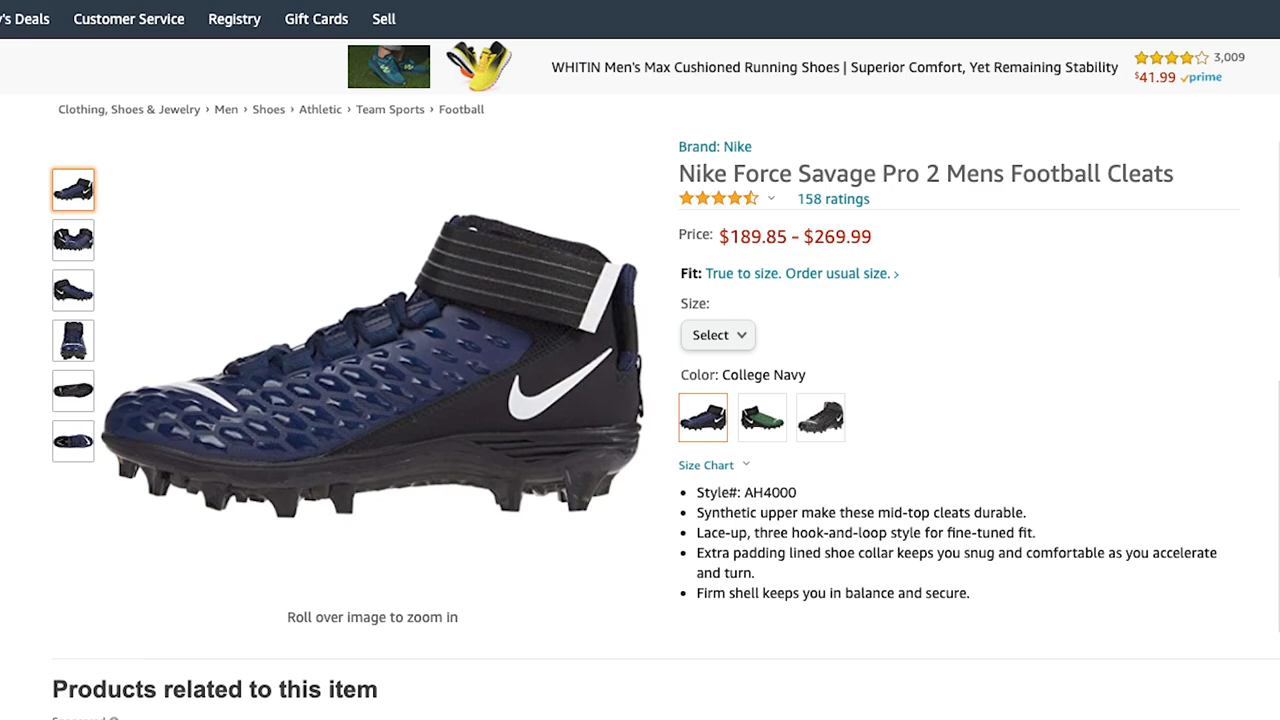 's Deals Customer Service Registry Gift Cards Sell
WHITIN Men's Max Cushioned Running Shoes | Superior Comfort, Yet Remaining Stability
3,009
$41.99 prime
Clothing, Shoes & Jewelry › Men › Shoes › Athletic › Team Sports › Football
Brand: Nike
Nike Force Savage Pro 2 Mens Football Cleats
158 ratings
Price: $189.85 - $269.99
Fit: True to size. Order usual size. ›
Size:
Select
Color: College Navy
Size Chart
• Style#: AH4000
• Synthetic upper make these mid-top cleats durable.
• Lace-up, three hook-and-loop style for fine-tuned fit.
• Extra padding lined shoe collar keeps you snug and comfortable as you accelerate
and turn.
• Firm shell keeps you in balance and secure.
Roll over image to zoom in
Products related to this item